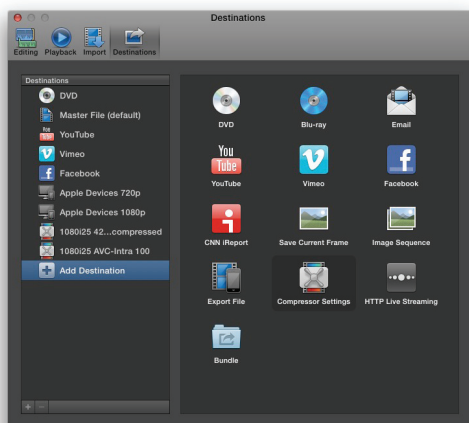 Destinations
Editing Playback Import Destinations
Destinations
DVD
Master File (default)
YouTube
Vimeo
Facebook
Apple Devices 720p
Apple Devices 1080p
1080i25 42...compressed
1080i25 AVC-Intra 100
Add Destination
DVD Blu-ray Email
You Tube
YouTube Vimeo Facebook
CNN iReport Save Current Frame Image Sequence
Export File Compressor Settings HTTP Live Streaming
Bundle